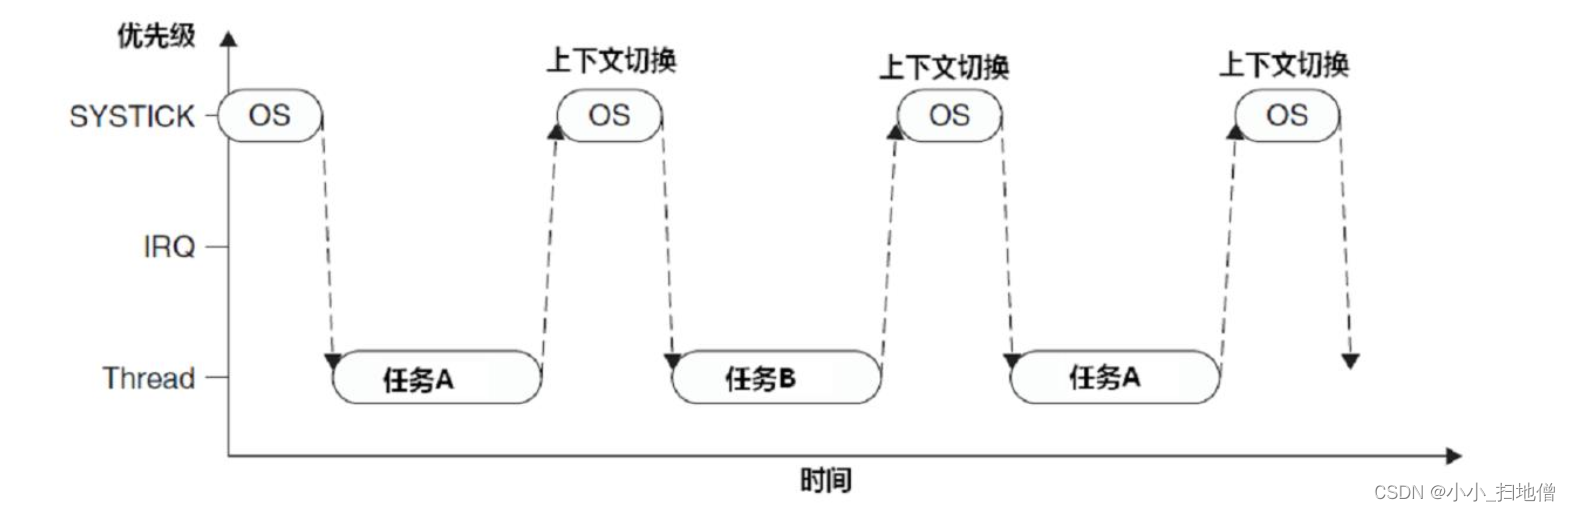 优先级
上下文切换 上下文切换 上下文切换
SYSTICK OS OS OS OS
IRQ
Thread 任务A 任务B 任务A
时间
CSDN @小小_扫地僧